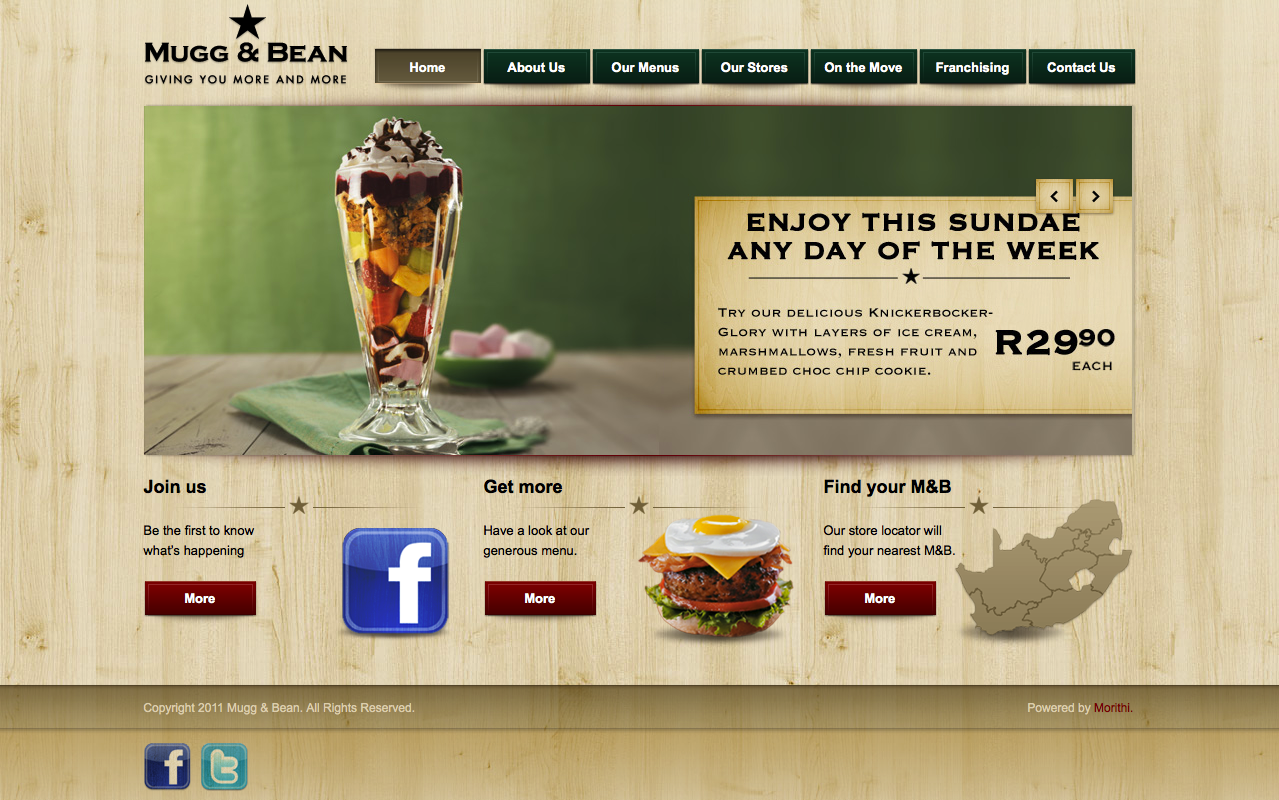 Mugg & Bean
GIVING YOU MORE AND MORE
Home
About Us
Our Menus
Our Stores
On the Move
Franchising
Contact Us
ENJOY THIS SUNDAE
ANY DAY OF THE WEEK
Try our delicious Knickerbocker-
Glory with layers of ice cream,
marshmallows, fresh fruit and
crumbed choc chip cookie.
R2990
EACH
Join us
Be the first to know
what's happening
More
Get more
Have a look at our
generous menu.
More
Find your M&B
Our store locator will
find your nearest M&B.
More
f
Copyright 2011 Mugg & Bean. All Rights Reserved.
Powered by Morithi.
f
t